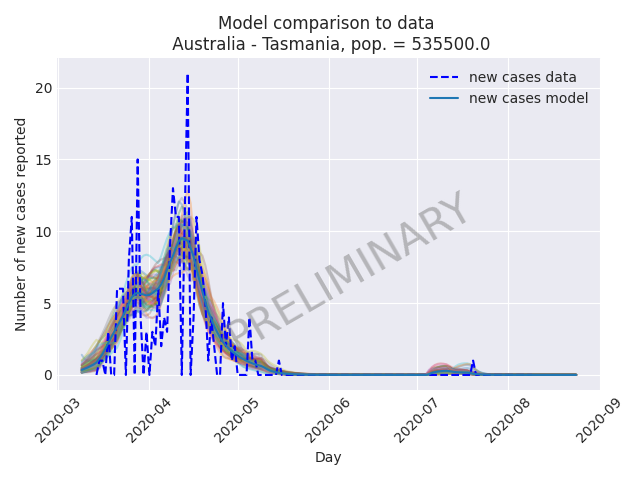 Model comparison to data
Australia - Tasmania, pop. = 535500.0
new cases data
new cases model
20
15
10
5
0
Number of new cases reported
PRELIMINARY
2020-03
2020-04
2020-05
2020-06
2020-07
2020-08
2020-09
Day